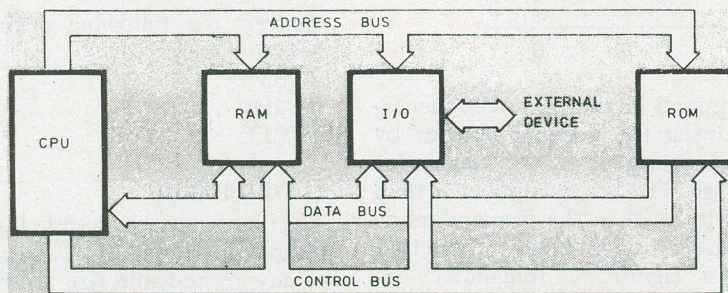 ADDRESS BUS
CPU
RAM
I/O
EXTERNAL
DEVICE
ROM
DATA BUS
CONTROL BUS